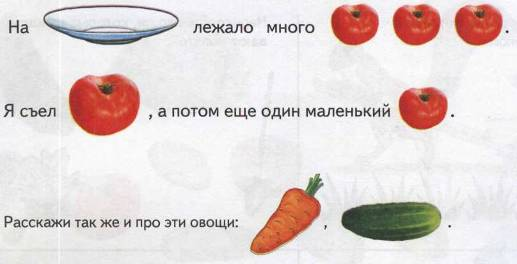 На лежало много .
Я съел , а потом еще один маленький .
Расскажи так же и про эти овощи: , .